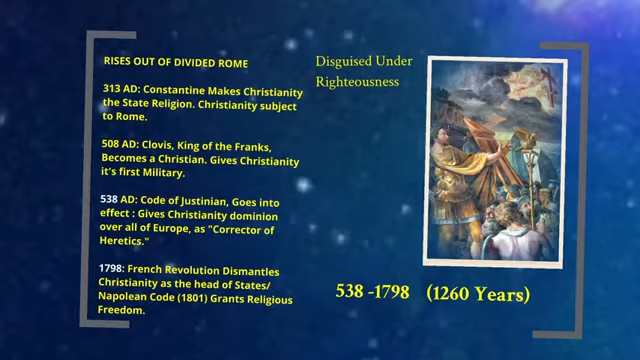 RISES OUT OF DIVIDED ROME
313 AD: Constantine Makes Christianity
the State Religion. Christianity subject
to Rome.
508 AD: Clovis, King of the Franks,
Becomes a Christian. Gives Christianity
it's first Military.
538 AD: Code of Justinian, Goes into
effect : Gives Christianity dominion
over all of Europe, as "Corrector of
Heretics."
1798: French Revolution Dismantles
Christianity as the head of States/
Napolean Code (1801) Grants Religious
Freedom.
Disguised Under
Righteousness
538 -1798 (1260 Years)